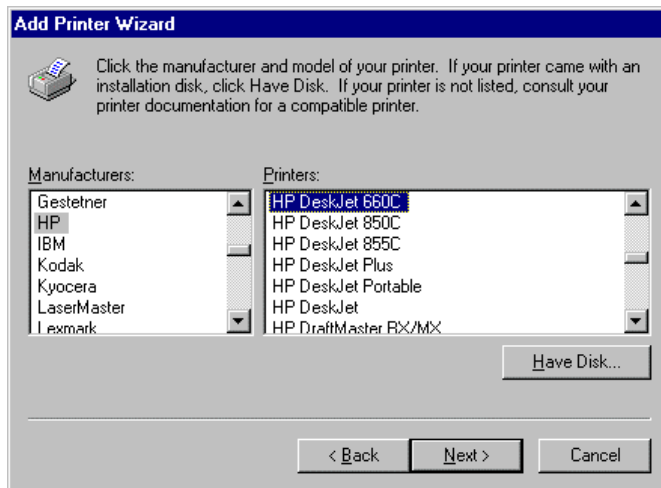 Add Printer Wizard
Click the manufacturer and model of your printer. If your printer came with an
installation disk, click Have Disk. If your printer is not listed, consult your
printer documentation for a compatible printer.
Manufacturers:
Gestetner
HP
IBM
Kodak
Kyocera
LaserMaster
Lexmark
Printers:
HP DeskJet 660C
HP DeskJet 850C
HP DeskJet 855C
HP DeskJet Plus
HP DeskJet Portable
HP DeskJet
HP DraftMaster RX/MX
Have Disk...
< Back
Next >
Cancel